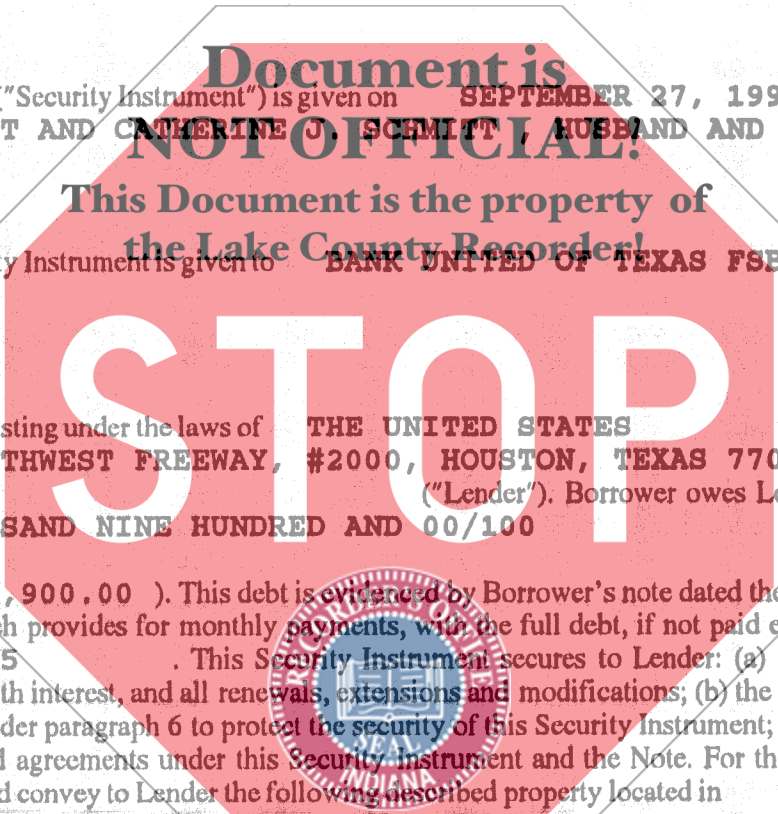 Document is
("Security Instrument") is given on SEPTEMBER 27, 199
T AND CATHERINE J. SCHMITT , HUSBAND AND
NOT OFFICIAL!
This Document is the property of
the Lake County Recorder!
y Instrument is given to BANK UNITED OF TEXAS FSB
STOP
sting under the laws of THE UNITED STATES
THWEST FREEWAY, #2000, HOUSTON, TEXAS 770
("Lender"). Borrower owes Le
SAND NINE HUNDRED AND 00/100
,900.00 ). This debt is evidenced by Borrower's note dated the
h provides for monthly payments, with the full debt, if not paid e
5 . This Security Instrument secures to Lender: (a)
th interest, and all renewals, extensions and modifications; (b) the
der paragraph 6 to protect the security of this Security Instrument;
d agreements under this Security Instrument and the Note. For th
d convey to Lender the following described property located in
RECORDER'S OFFICE
SEAL
INDIANA